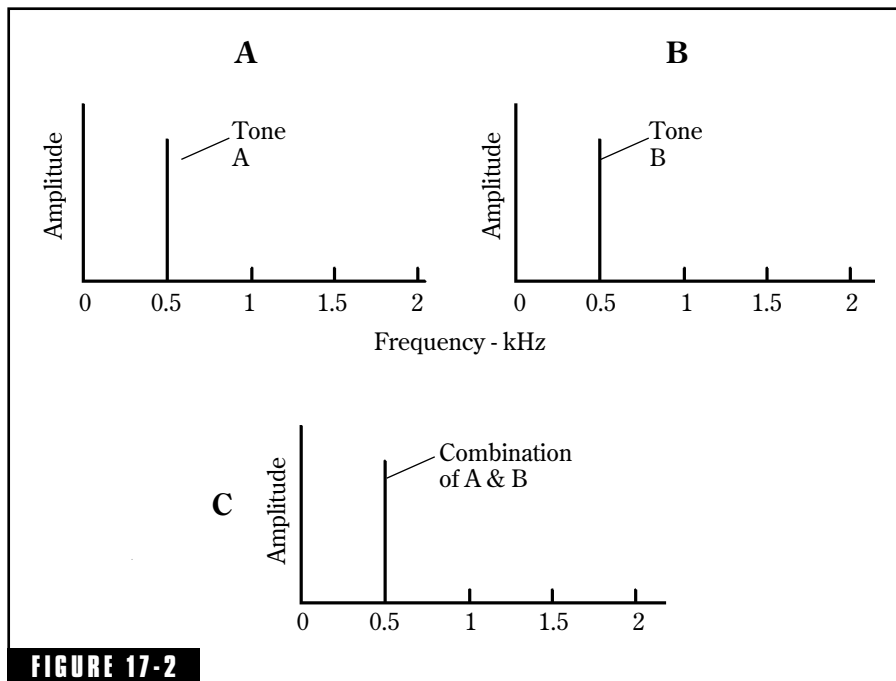 A
Amplitude
Tone
A
0 0.5 1 1.5 2
B
Amplitude
Tone
B
0 0.5 1 1.5 2
Frequency - kHz
C
Amplitude
Combination
of A & B
0 0.5 1 1.5 2
FIGURE 17-2